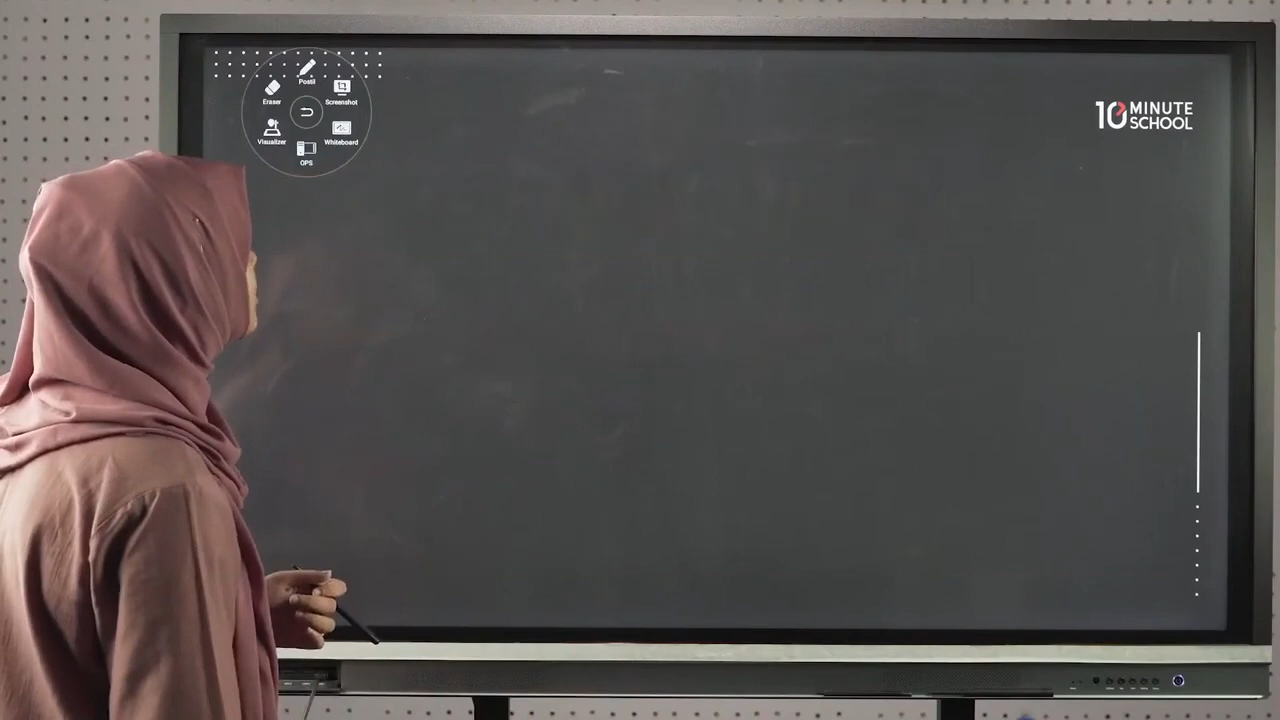 Postil
Eraser
Screenshot
Visualizer
Whiteboard
OPS
10 MINUTE
SCHOOL